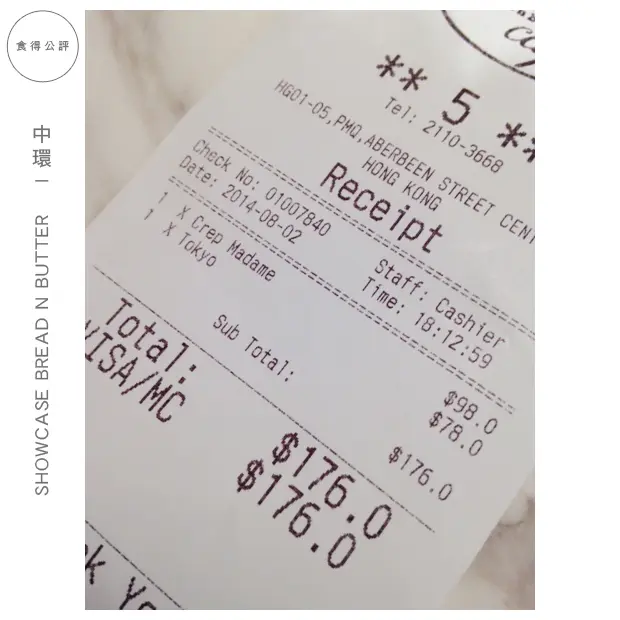 食得公評
中環 — SHOWCASE BREAD N BUTTER
** 5 **
Tel: 2110-3668
HG01-05,PMQ,ABERBEEN STREET CENT
HONG KONG
Receipt
Check No: 01007840 Staff: Cashier
Date: 2014-08-02 Time: 18:12:59
1 X Crep Madame $98.0
1 X Tokyo $78.0
Sub Total: $176.0
Total: $176.0
VISA/MC $176.0